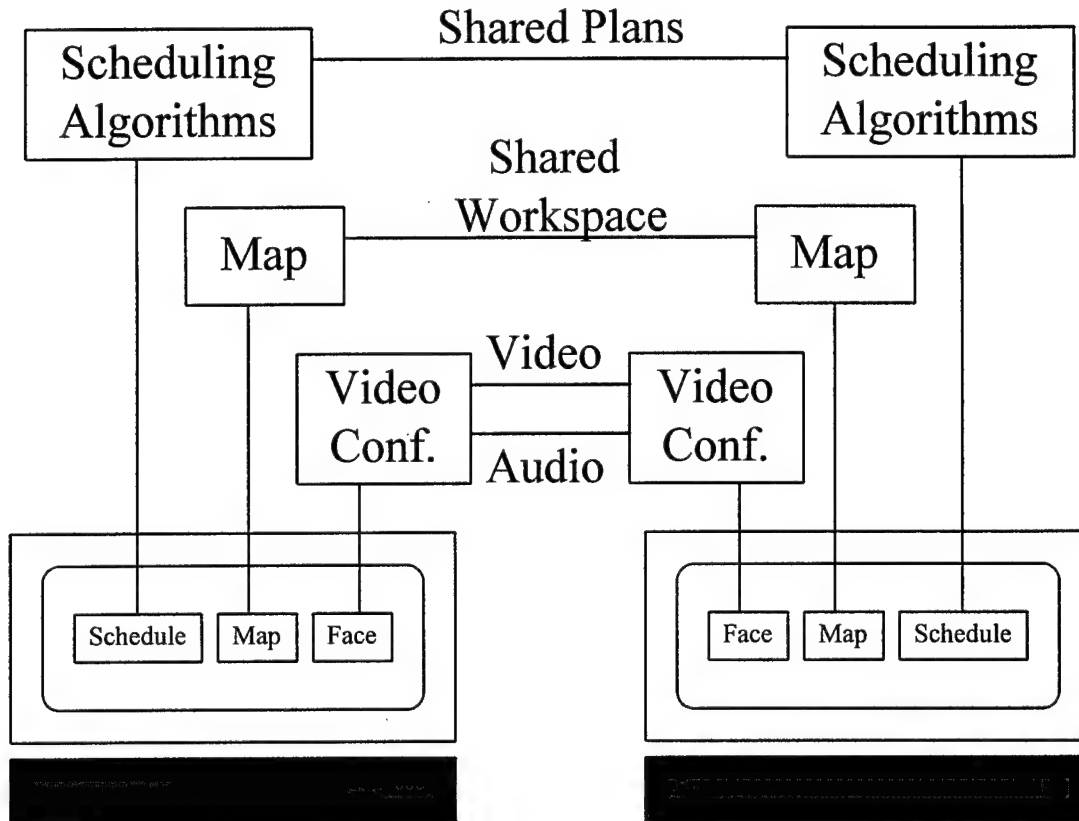 Shared Plans
Scheduling
Algorithms
Scheduling
Algorithms
Shared
Workspace
Map
Map
Video
Audio
Video
Conf.
Video
Conf.
Schedule
Map
Face
Face
Map
Schedule